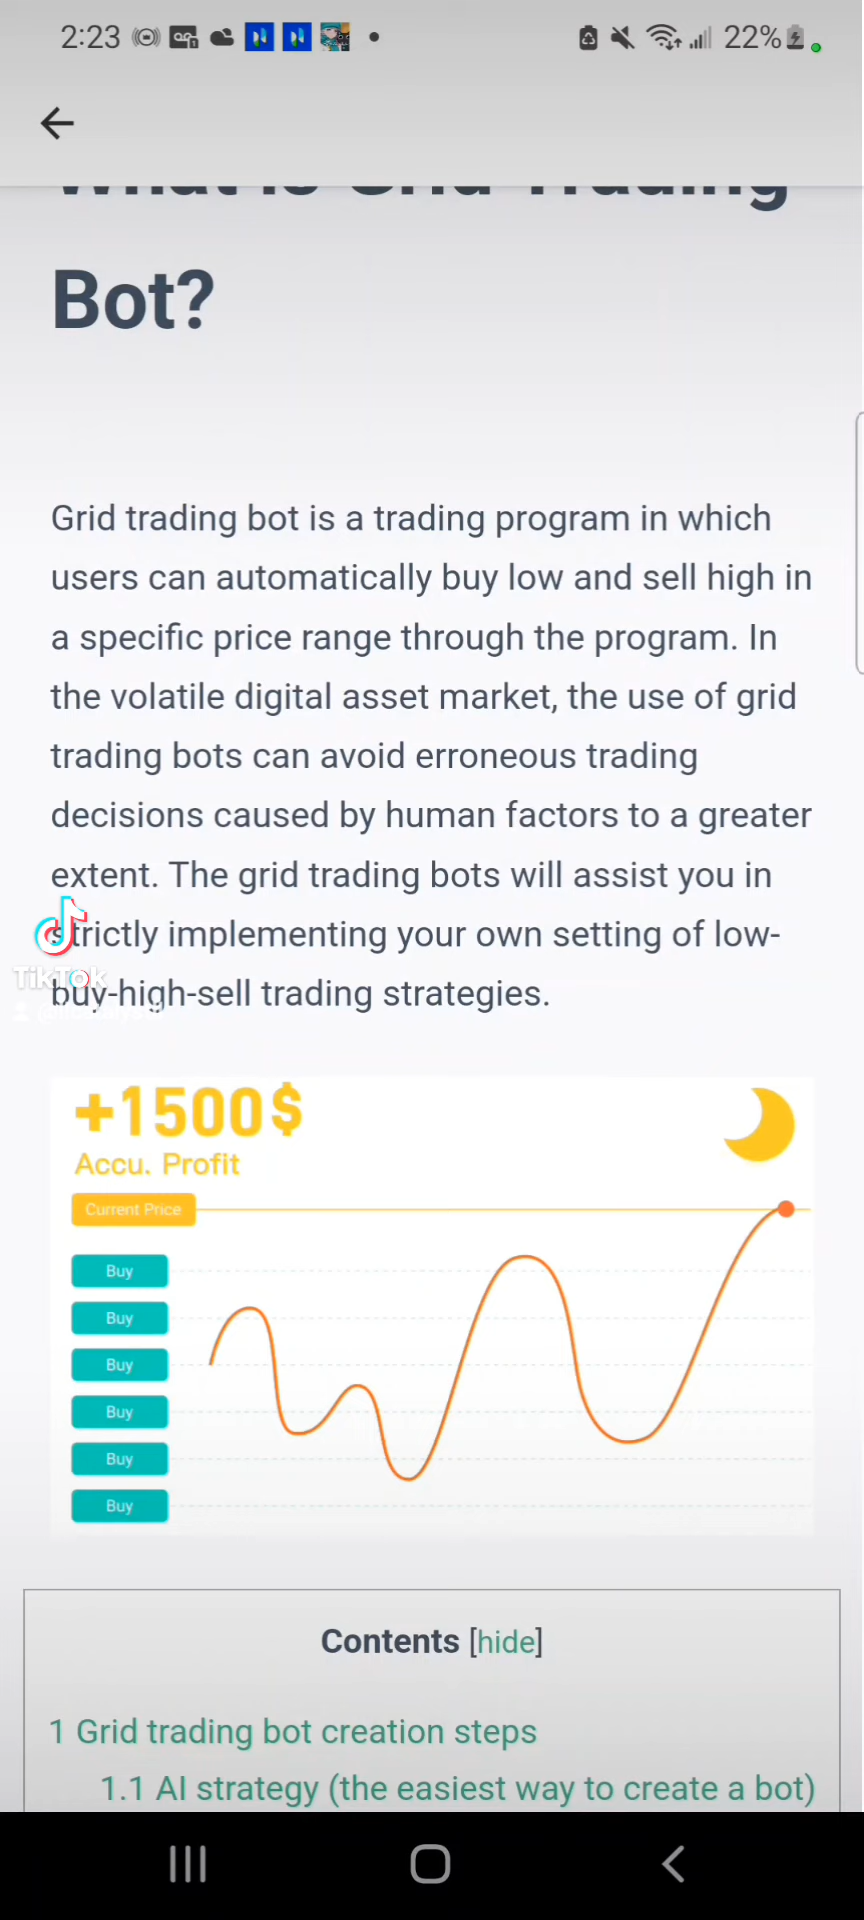 2:23
22%
What is Grid Trading
Bot?
Grid trading bot is a trading program in which
users can automatically buy low and sell high in
a specific price range through the program. In
the volatile digital asset market, the use of grid
trading bots can avoid erroneous trading
decisions caused by human factors to a greater
extent. The grid trading bots will assist you in
strictly implementing your own setting of low-
buy-high-sell trading strategies.
TikTok
+1500$
Accu. Profit
Current Price
Buy
Buy
Buy
Buy
Buy
Buy
Contents [hide]
1 Grid trading bot creation steps
1.1 AI strategy (the easiest way to create a bot)